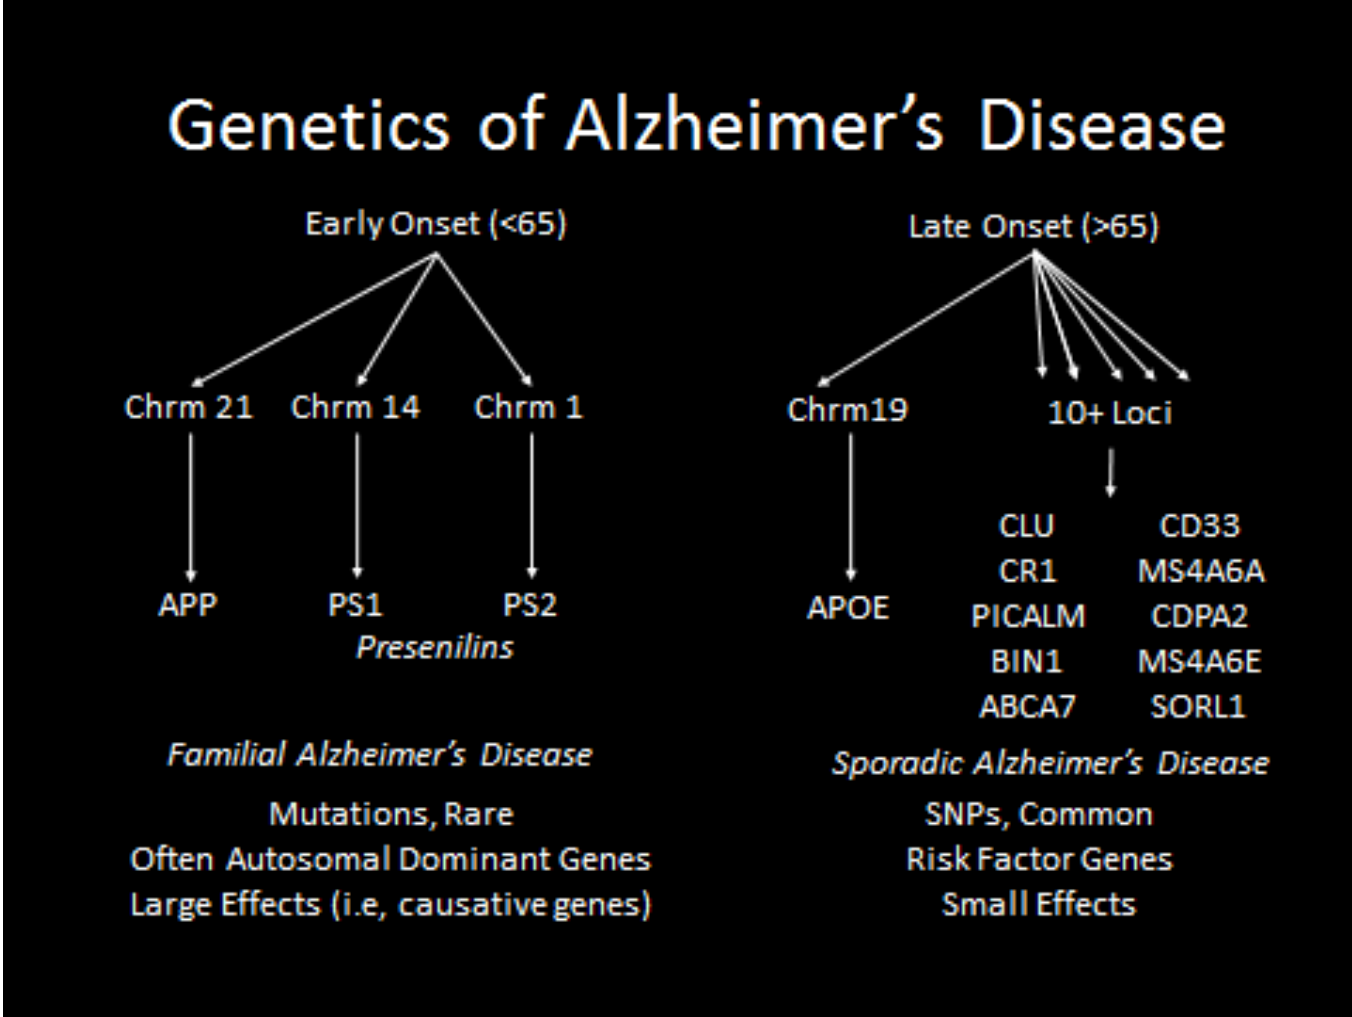 Genetics of Alzheimer’s Disease
Early Onset (<65)
Chrm 21 Chrm 14 Chrm 1
APP PS1 PS2
Presenilins
Familial Alzheimer’s Disease
Mutations, Rare
Often Autosomal Dominant Genes
Large Effects (i.e, causative genes)
Late Onset (>65)
Chrm19 10+ Loci
APOE
CLU CD33
CR1 MS4A6A
PICALM CDPA2
BIN1 MS4A6E
ABCA7 SORL1
Sporadic Alzheimer’s Disease
SNPs, Common
Risk Factor Genes
Small Effects